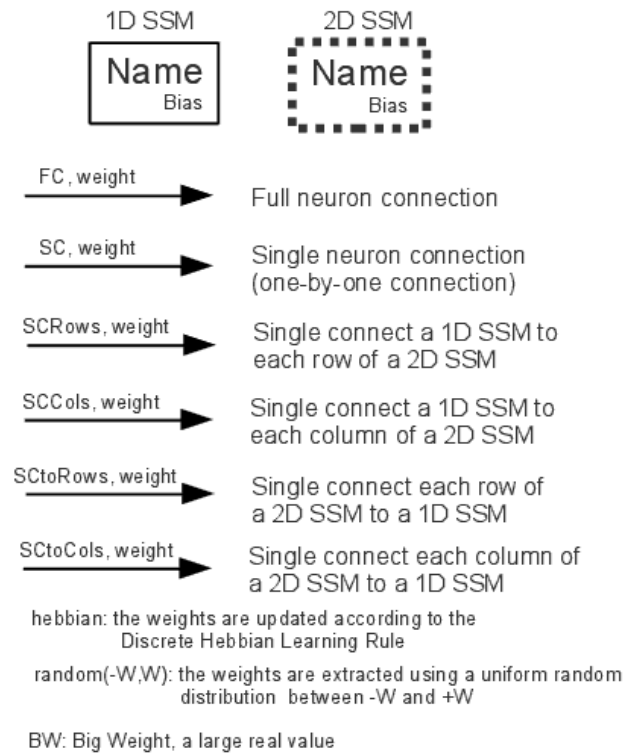 1D SSM
2D SSM
Name
Bias
Name
Bias
FC, weight
Full neuron connection
SC, weight
Single neuron connection
(one-by-one connection)
SCRows, weight
Single connect a 1D SSM to
each row of a 2D SSM
SCCols, weight
Single connect a 1D SSM to
each column of a 2D SSM
SCtoRows, weight
Single connect each row of
a 2D SSM to a 1D SSM
SCtoCols, weight
Single connect each column of
a 2D SSM to a 1D SSM
hebbian: the weights are updated according to the
Discrete Hebbian Learning Rule
random(-W,W): the weights are extracted using a uniform random
distribution between -W and +W
BW: Big Weight, a large real value